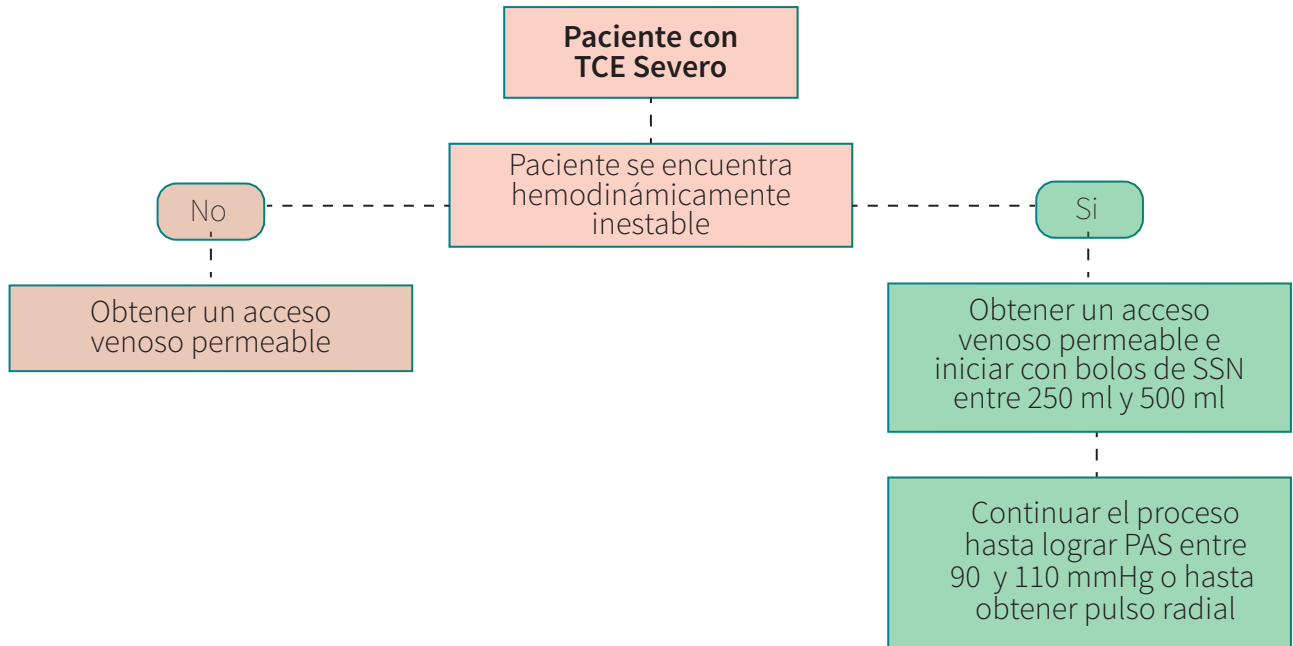 Paciente con
TCE Severo
Paciente se encuentra
hemodinámicamente
inestable
No
Si
Obtener un acceso
venoso permeable
Obtener un acceso
venoso permeable e
iniciar con bolos de SSN
entre 250 ml y 500 ml
Continuar el proceso
hasta lograr PAS entre
90 y 110 mmHg o hasta
obtener pulso radial